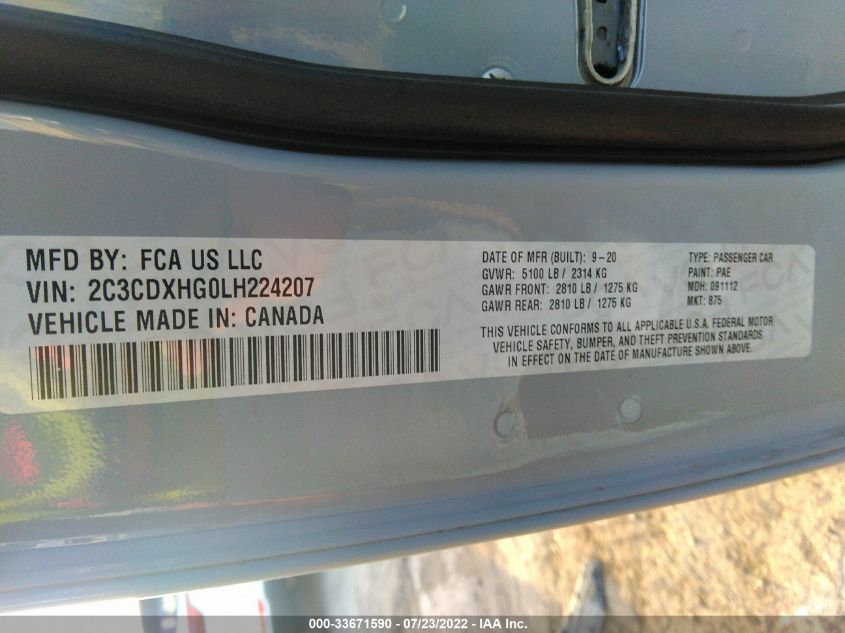 MFD BY: FCA US LLC
VIN: 2C3CDXHG0LH224207
VEHICLE MADE IN: CANADA
DATE OF MFR (BUILT): 9-20
GVWR: 5100 LB / 2314 KG
GAWR FRONT: 2810 LB / 1275 KG
GAWR REAR: 2810 LB / 1275 KG
TYPE: PASSENGER CAR
PAINT: PAE
MDH: 091112
MKT: 875
THIS VEHICLE CONFORMS TO ALL APPLICABLE U.S.A. FEDERAL MOTOR
VEHICLE SAFETY, BUMPER, AND THEFT PREVENTION STANDARDS
IN EFFECT ON THE DATE OF MANUFACTURE SHOWN ABOVE.
000-33671590 - 07/23/2022 - IAA Inc.